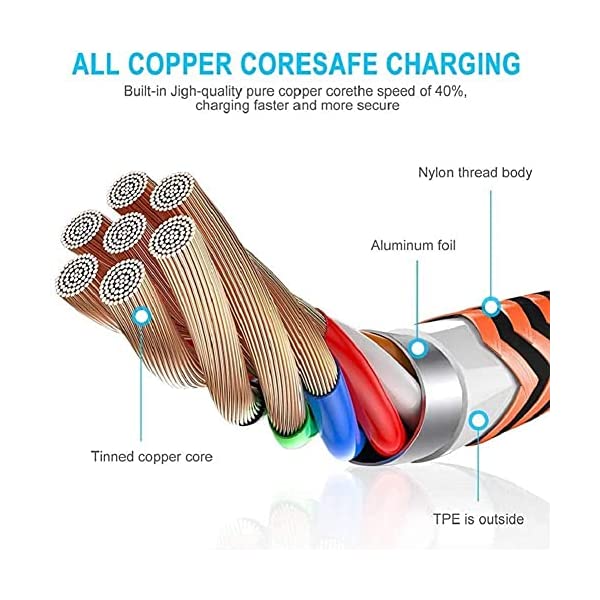 ALL COPPER CORESAFE CHARGING
Built-in Jigh-quality pure copper corethe speed of 40%,
charging faster and more secure
Nylon thread body
Aluminum foil
Tinned copper core
TPE is outside